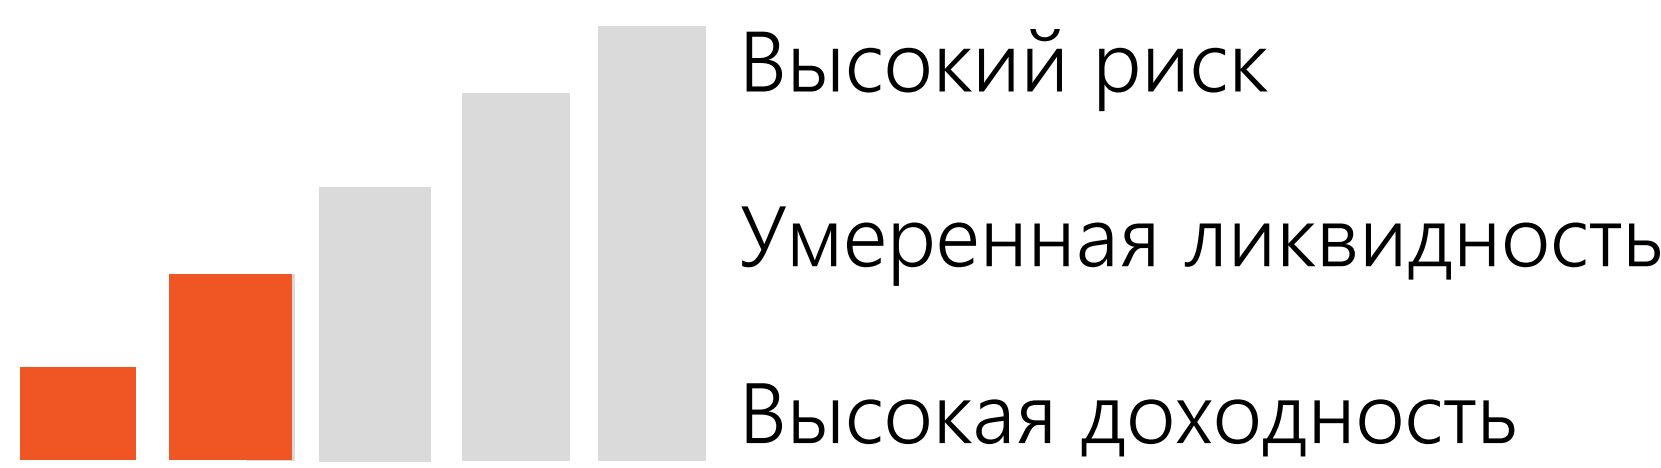 Высокий риск
Умеренная ликвидность
Высокая доходность